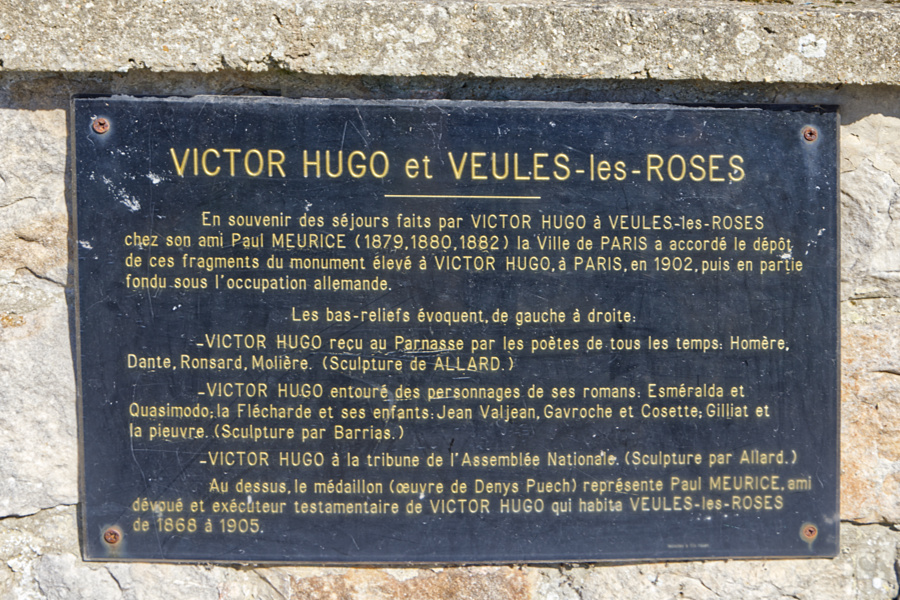 VICTOR HUGO et VEULES-les-ROSES
En souvenir des séjours faits par VICTOR HUGO à VEULES-les-ROSES
chez son ami Paul MEURICE (1879,1880,1882) la Ville de PARIS a accordé le dépôt
de ces fragments du monument élevé à VICTOR HUGO, à PARIS, en 1902, puis en partie
fondu sous l'occupation allemande.
Les bas-reliefs évoquent, de gauche à droite:
-VICTOR HUGO reçu au Parnasse par les poètes de tous les temps: Homère,
Dante, Ronsard, Molière. (Sculpture de ALLARD.)
-VICTOR HUGO entouré des personnages de ses romans: Esméralda et
Quasimodo; la Flécharde et ses enfants; Jean Valjean, Gavroche et Cosette; Gilliat et
la pieuvre. (Sculpture par Barrias.)
-VICTOR HUGO à la tribune de l'Assemblée Nationale. (Sculpture par Allard.)
Au dessus, le médaillon (œuvre de Denys Puech) représente Paul MEURICE, ami
dévoué et exécuteur testamentaire de VICTOR HUGO qui habita VEULES-les-ROSES
de 1868 à 1905.